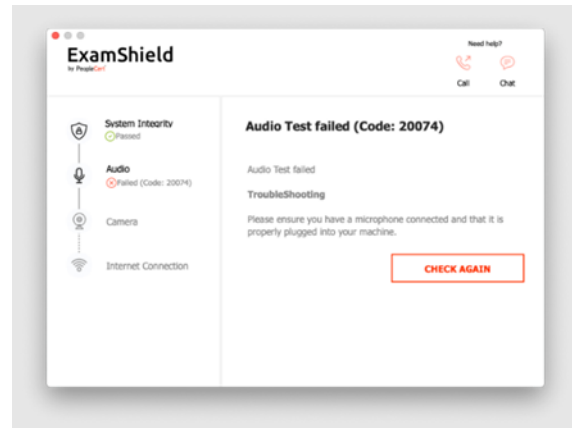 ExamShield
by PeopleCert
Need help?
Call
Chat
System Integrity
Passed
Audio
Failed (Code: 20074)
Camera
Internet Connection
Audio Test failed (Code: 20074)
Audio Test failed
TroubleShooting
Please ensure you have a microphone connected and that it is
properly plugged into your machine.
CHECK AGAIN